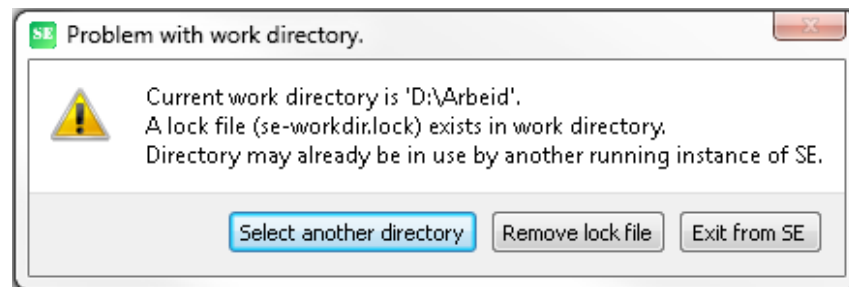 SE Problem with work directory.
Current work directory is 'D:\Arbeid'.
A lock file (se-workdir.lock) exists in work directory.
Directory may already be in use by another running instance of SE.
Select another directory Remove lock file Exit from SE